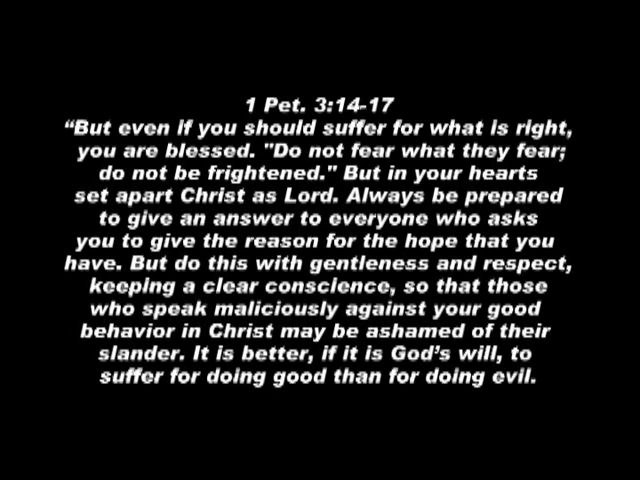 1 Pet. 3:14-17
“But even if you should suffer for what is right,
you are blessed. "Do not fear what they fear;
do not be frightened." But in your hearts
set apart Christ as Lord. Always be prepared
to give an answer to everyone who asks
you to give the reason for the hope that you
have. But do this with gentleness and respect,
keeping a clear conscience, so that those
who speak maliciously against your good
behavior in Christ may be ashamed of their
slander. It is better, if it is God’s will, to
suffer for doing good than for doing evil.